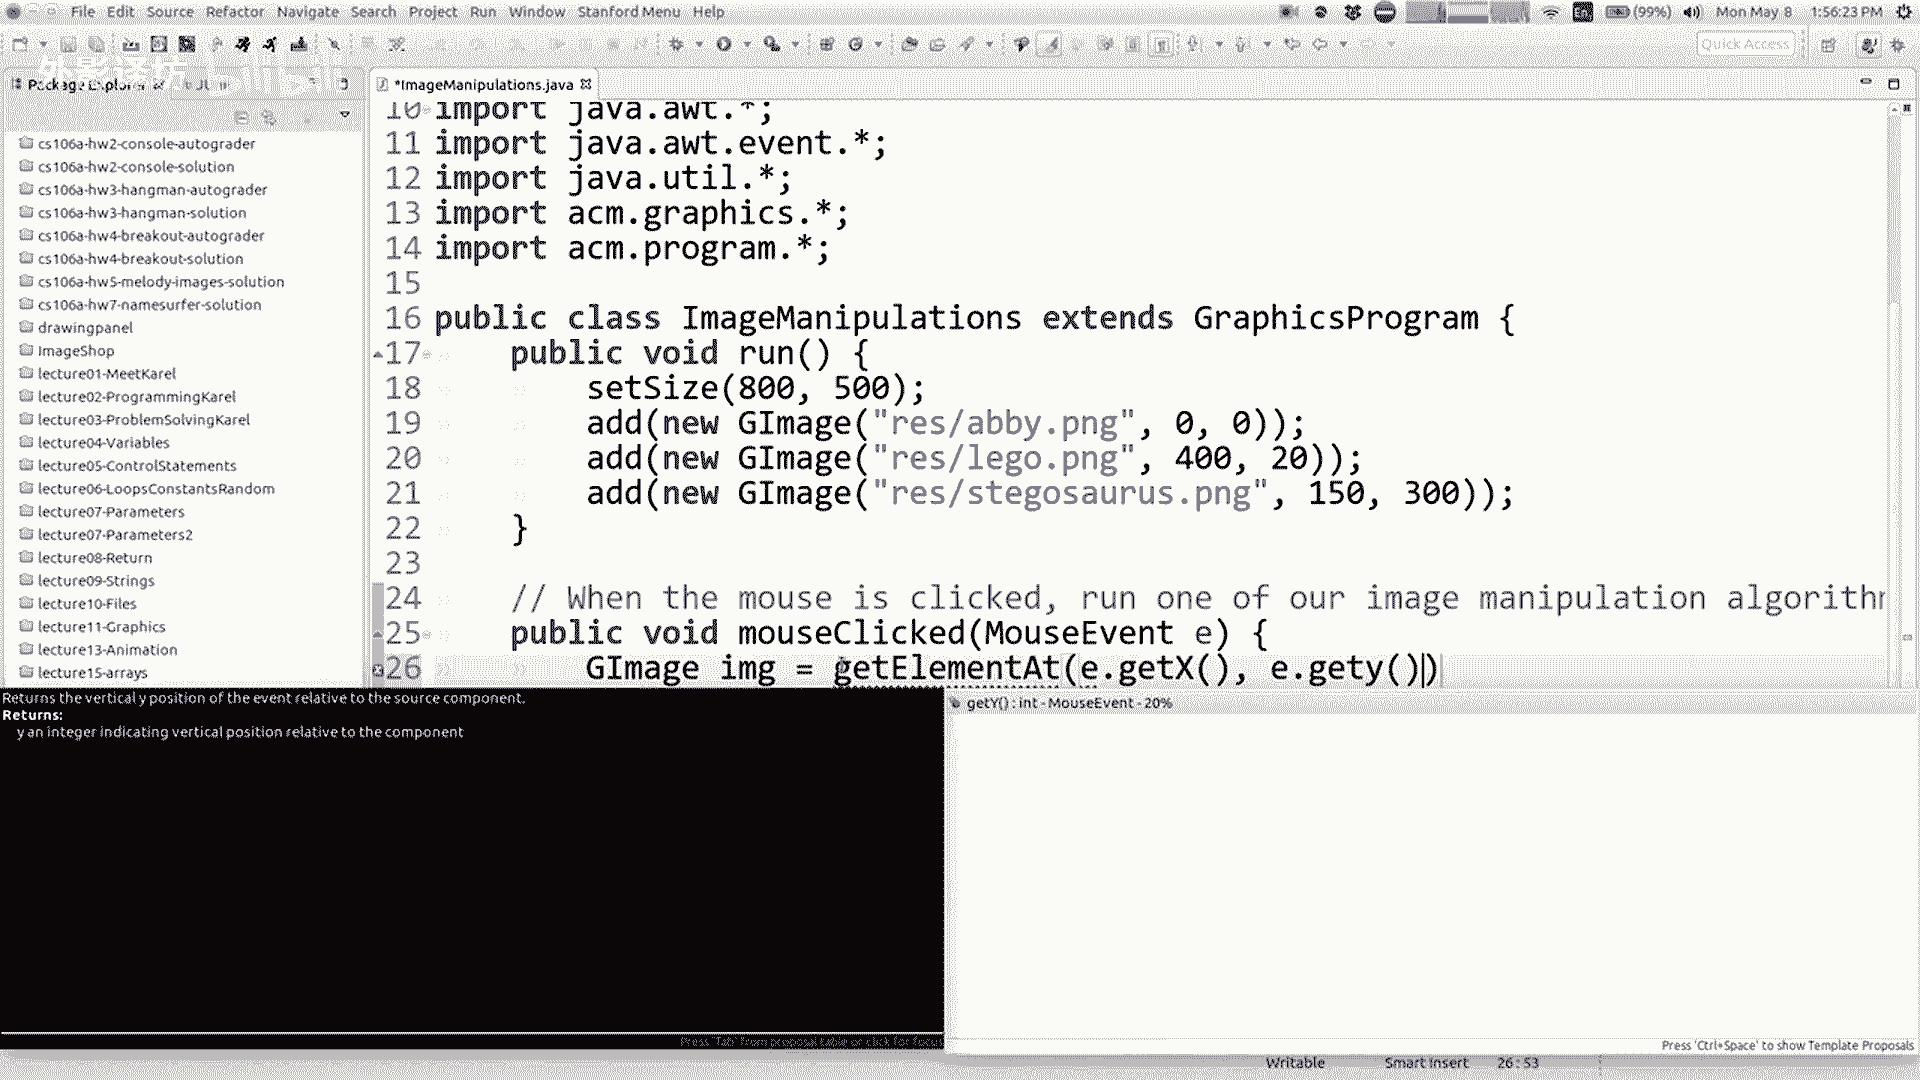 File Edit Source Refactor Navigate Search Project Run Window Stanford Menu Help
En (99%) Mon May 8 1:56:23 PM
Quick Access
Package Explorer
*ImageManipulations.java
cs106a-hw2-console-autograder
cs106a-hw2-console-solution
cs106a-hw3-hangman-autograder
cs106a-hw3-hangman-solution
cs106a-hw4-breakout-autograder
cs106a-hw4-breakout-solution
cs106a-hw5-melody-images-solution
cs106a-hw7-namesurfer-solution
drawingpanel
ImageShop
lecture01-MeetKarel
lecture02-ProgrammingKarel
lecture03-ProblemSolvingKarel
lecture04-Variables
lecture05-ControlStatements
lecture06-LoopsConstantsRandom
lecture07-Parameters
lecture07-Parameters2
lecture08-Return
lecture09-Strings
lecture10-Files
lecture11-Graphics
lecture13-Animation
lecture15-arrays
10 import java.awt.*;
11 import java.awt.event.*;
12 import java.util.*;
13 import acm.graphics.*;
14 import acm.program.*;
15
16 public class ImageManipulations extends GraphicsProgram {
17 public void run() {
18 setSize(800, 500);
19 add(new GImage("res/abby.png", 0, 0));
20 add(new GImage("res/lego.png", 400, 20));
21 add(new GImage("res/stegosaurus.png", 150, 300));
22 }
23
24 // When the mouse is clicked, run one of our image manipulation algorith
25 public void mouseClicked(MouseEvent e) {
26 GImage img = getElementAt(e.getX(), e.gety())
Returns the vertical y position of the event relative to the source component.
Returns:
y an integer indicating vertical position relative to the component
Press 'Tab' from proposal table or click for focus
getY() : int - MouseEvent - 20%
Press 'Ctrl+Space' to show Template Proposals
Writable Smart Insert 26 : 53